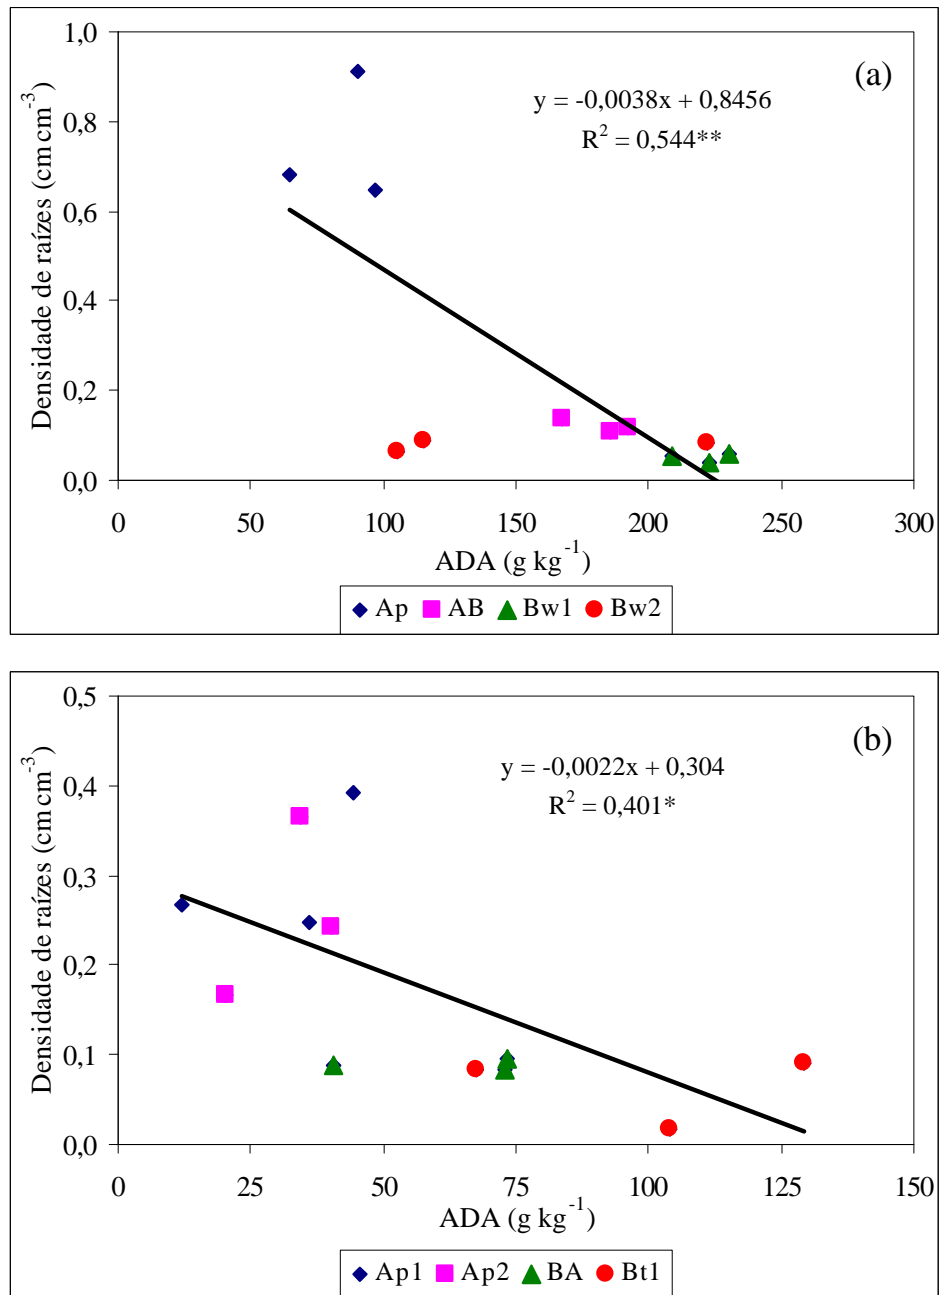 (a)
y = -0,0038x + 0,8456
R² = 0,544**
Densidade de raízes (cm cm⁻³)
1,0
0,8
0,6
0,4
0,2
0,0
0 50 100 150 200 250 300
ADA (g kg⁻¹)
Ap AB Bw1 Bw2
(b)
y = -0,0022x + 0,304
R² = 0,401*
Densidade de raízes (cm cm⁻³)
0,5
0,4
0,3
0,2
0,1
0,0
0 25 50 75 100 125 150
ADA (g kg⁻¹)
Ap1 Ap2 BA Bt1